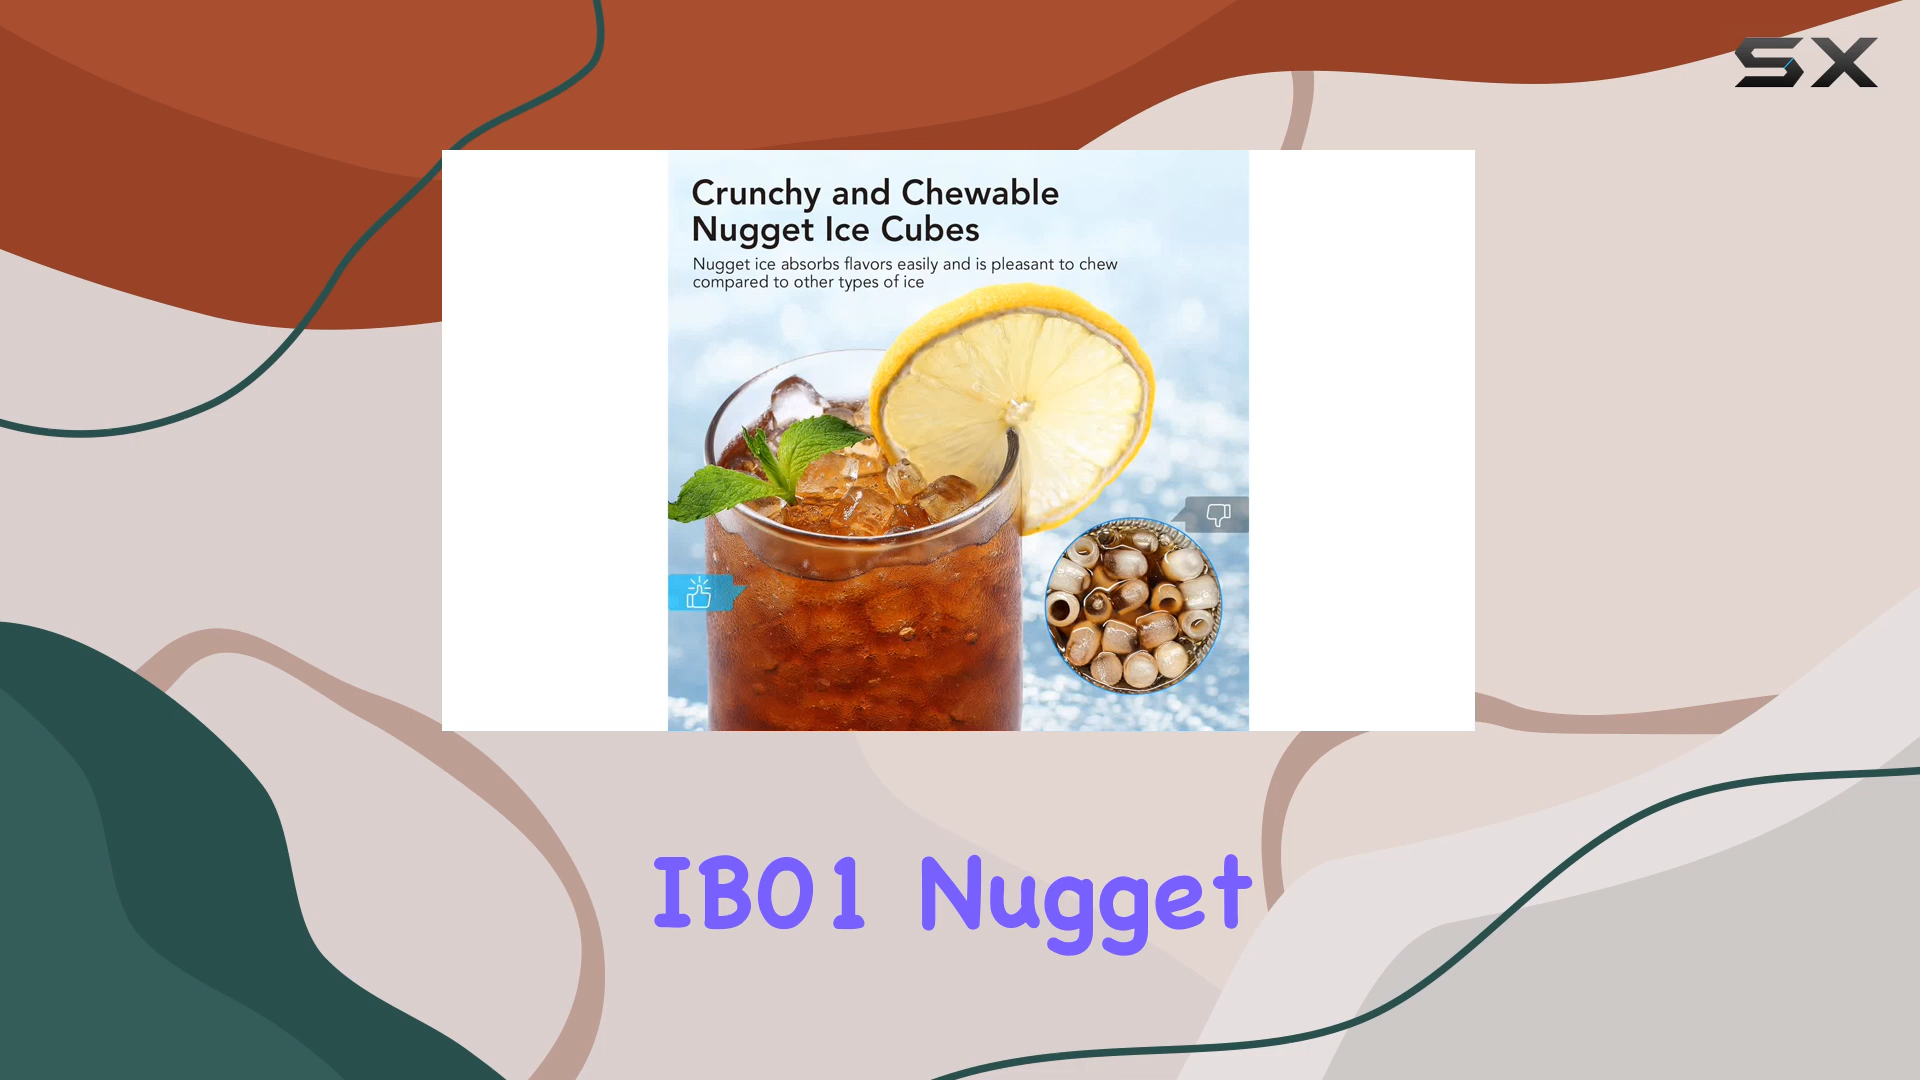 SX
Crunchy and Chewable
Nugget Ice Cubes
Nugget ice absorbs flavors easily and is pleasant to chew
compared to other types of ice
IB01 Nugget